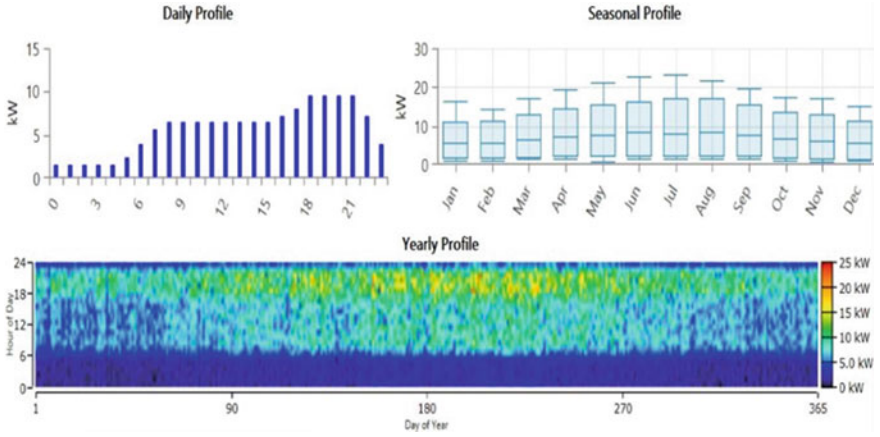 Daily Profile
15
10
5
0
kW
0 3 6 9 12 15 18 21
Seasonal Profile
30
20
10
0
kW
Jan Feb Mar Apr May Jun Jul Aug Sep Oct Nov Dec
Yearly Profile
24
18
12
6
0
Hour of Day
25 kW
20 kW
15 kW
10 kW
5.0 kW
0 kW
1 90 180 270 365
Day of Year